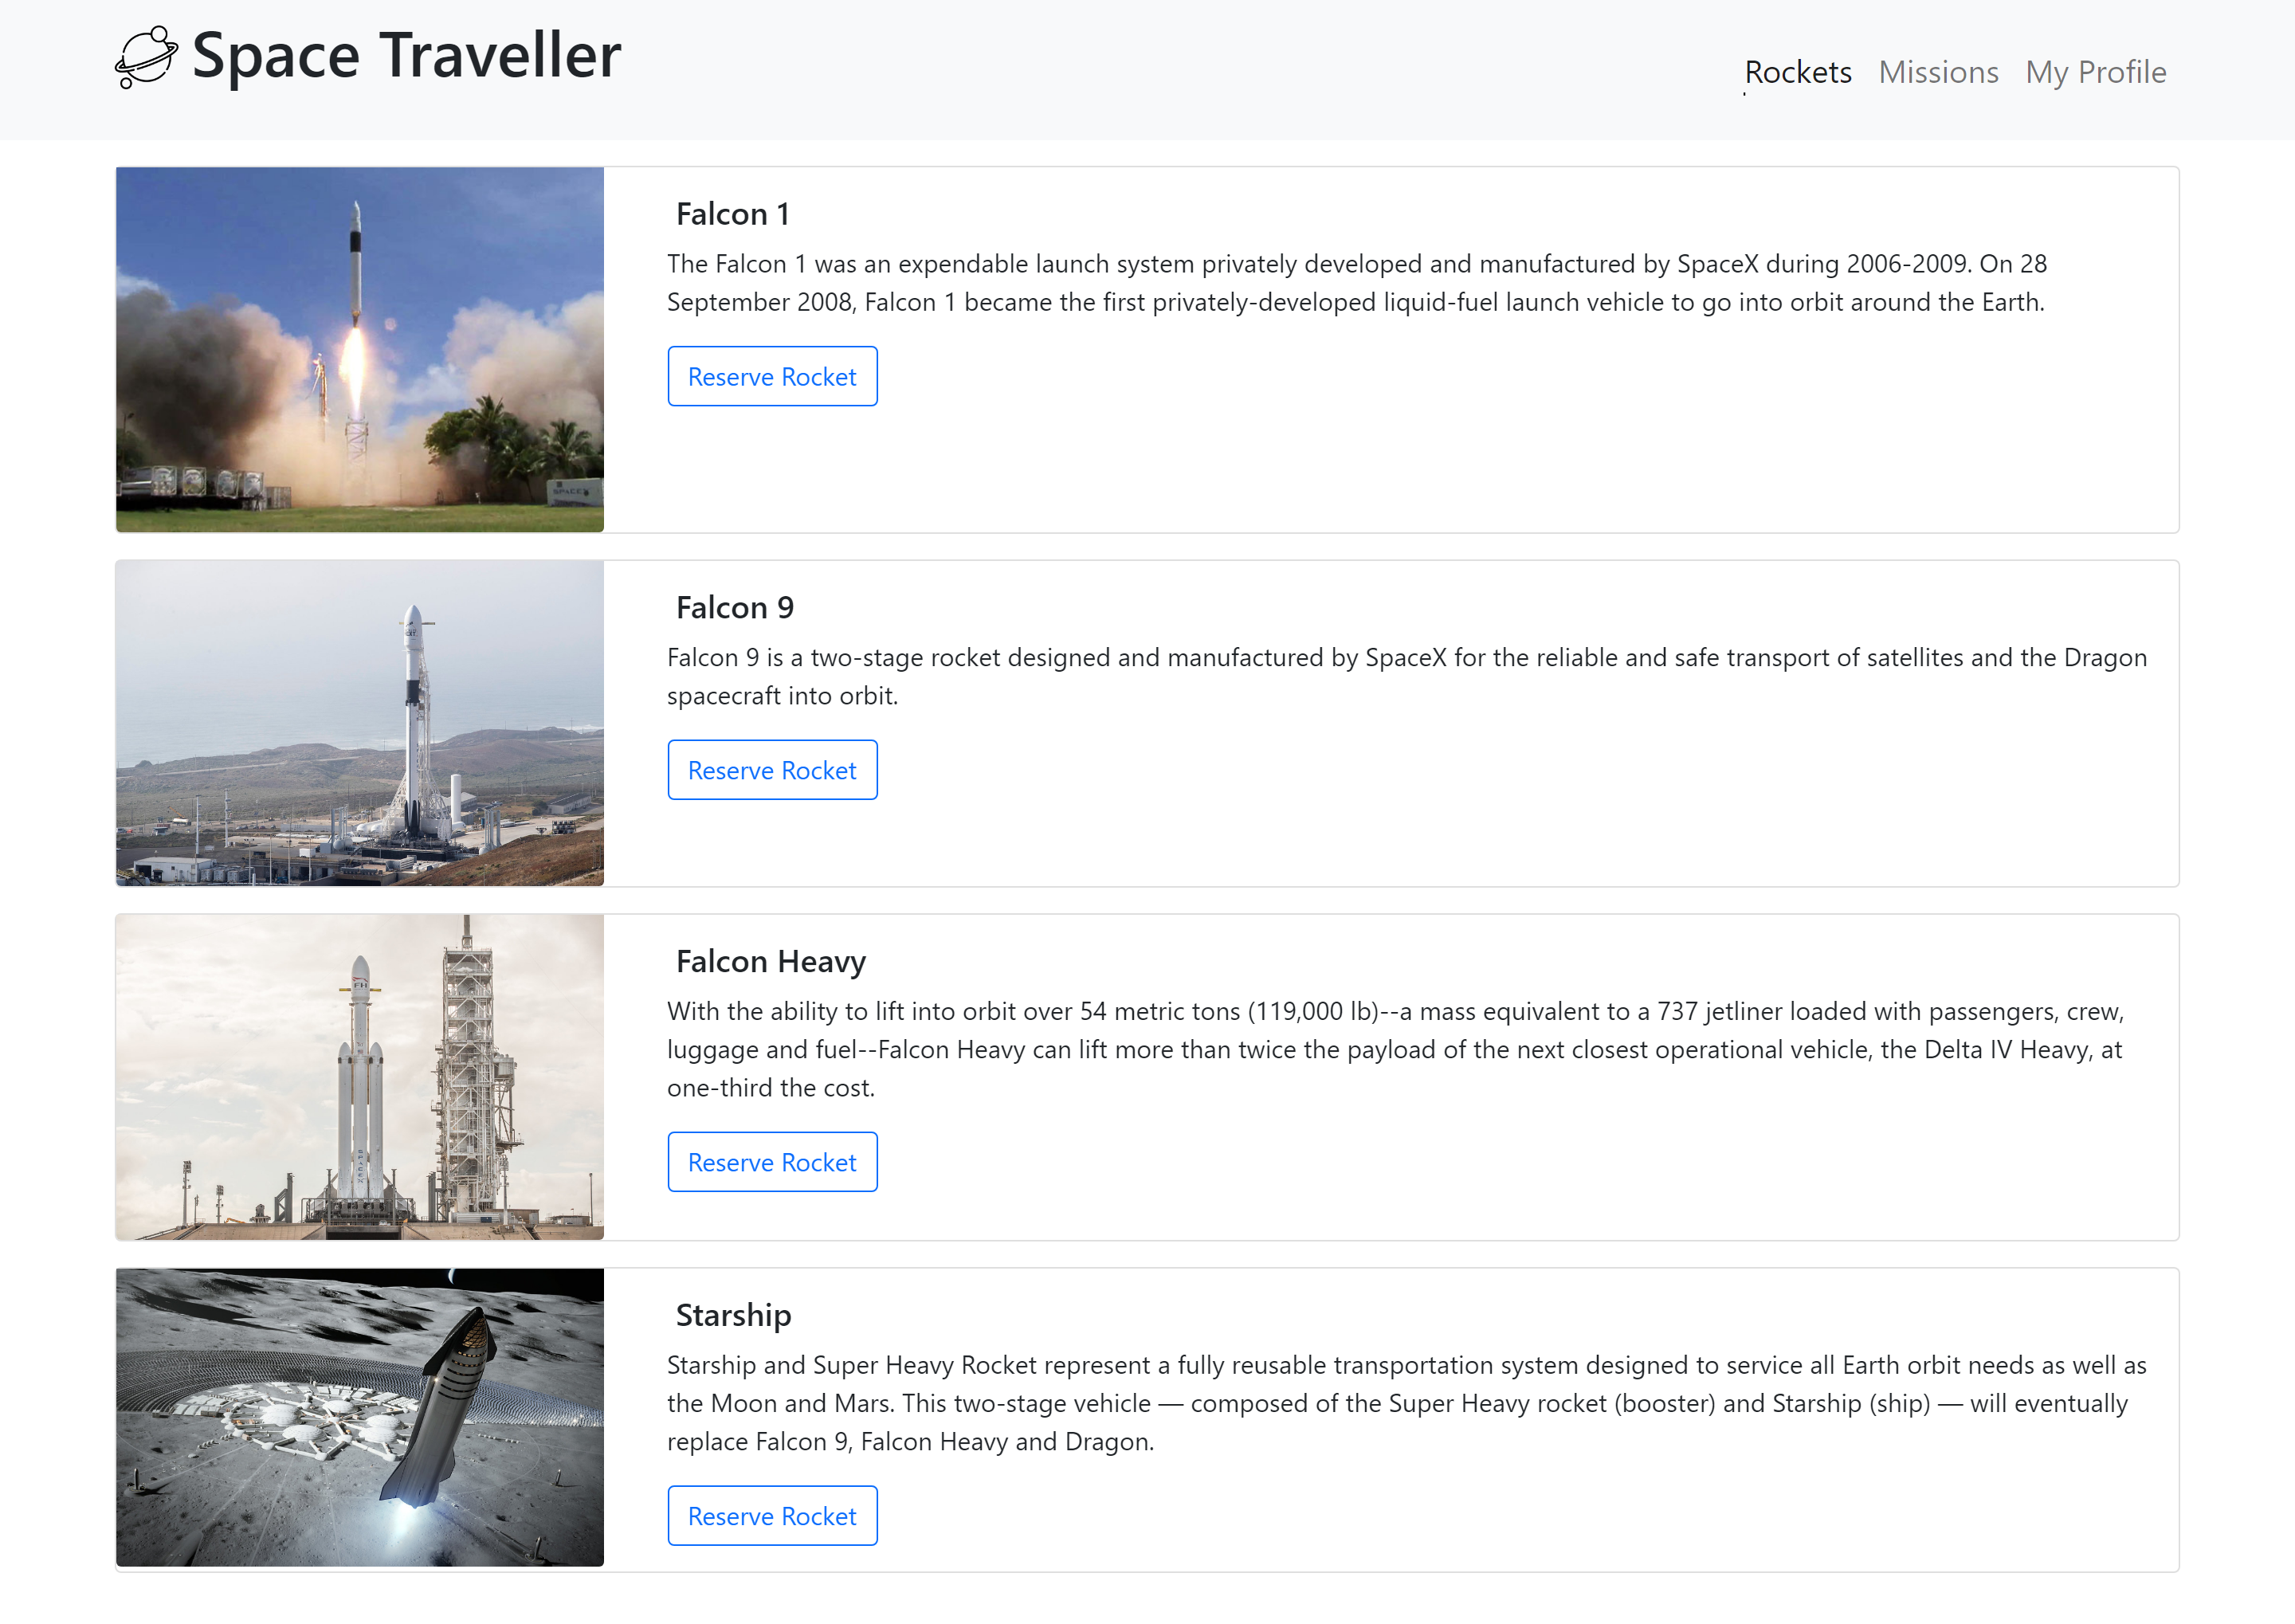 Space Traveller
Rockets Missions My Profile
Falcon 1
The Falcon 1 was an expendable launch system privately developed and manufactured by SpaceX during 2006-2009. On 28
September 2008, Falcon 1 became the first privately-developed liquid-fuel launch vehicle to go into orbit around the Earth.
Reserve Rocket
SPACEX
Falcon 9
Falcon 9 is a two-stage rocket designed and manufactured by SpaceX for the reliable and safe transport of satellites and the Dragon
spacecraft into orbit.
Reserve Rocket
Falcon Heavy
With the ability to lift into orbit over 54 metric tons (119,000 lb)--a mass equivalent to a 737 jetliner loaded with passengers, crew,
luggage and fuel--Falcon Heavy can lift more than twice the payload of the next closest operational vehicle, the Delta IV Heavy, at
one-third the cost.
Reserve Rocket
FH
SPACEX
Starship
Starship and Super Heavy Rocket represent a fully reusable transportation system designed to service all Earth orbit needs as well as
the Moon and Mars. This two-stage vehicle — composed of the Super Heavy rocket (booster) and Starship (ship) — will eventually
replace Falcon 9, Falcon Heavy and Dragon.
Reserve Rocket